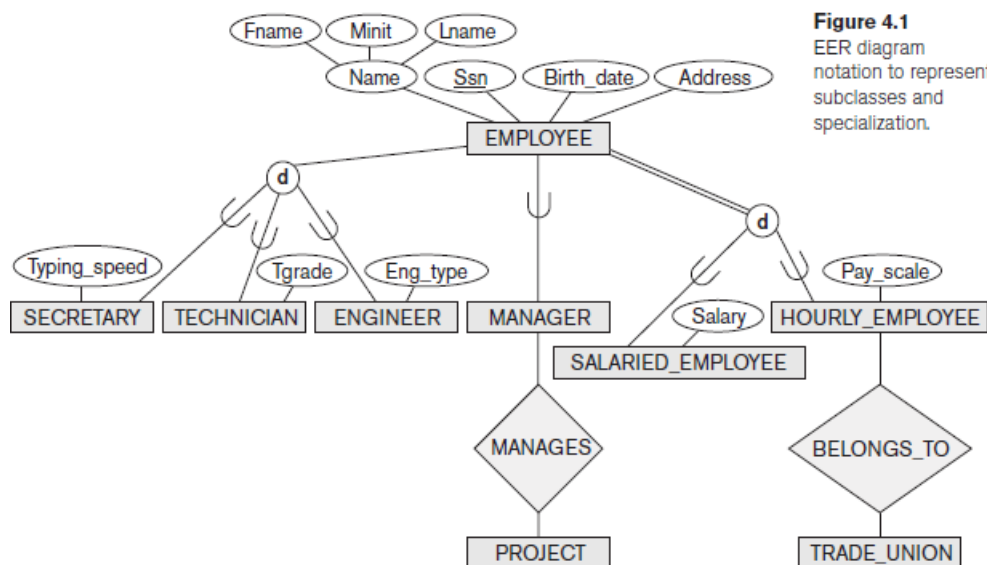 Figure 4.1
EER diagram
notation to represent
subclasses and
specialization.
Fname Minit Lname
Name Ssn Birth_date Address
EMPLOYEE
d
d
Typing_speed Tgrade Eng_type Pay_scale
SECRETARY TECHNICIAN ENGINEER MANAGER Salary HOURLY_EMPLOYEE
SALARIED_EMPLOYEE
MANAGES BELONGS_TO
PROJECT TRADE_UNION